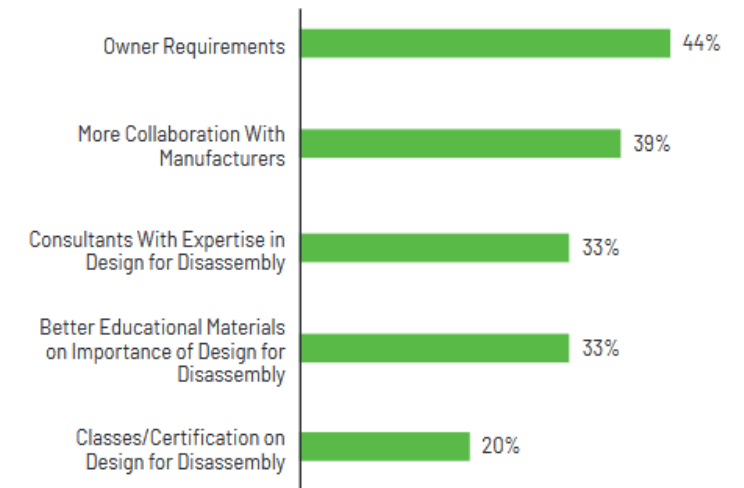 Owner Requirements
44%
More Collaboration With
Manufacturers
39%
Consultants With Expertise in
Design for Disassembly
33%
Better Educational Materials
on Importance of Design for
Disassembly
33%
Classes/Certification on
Design for Disassembly
20%